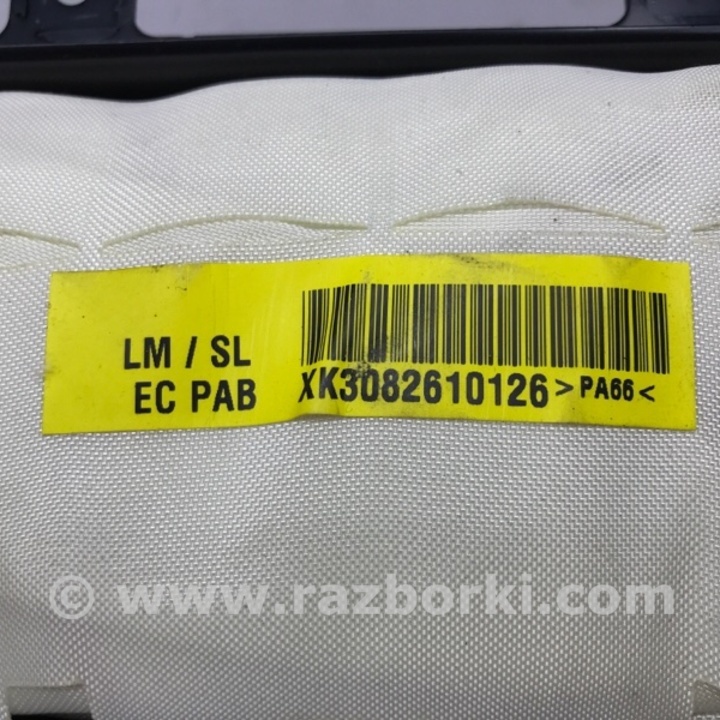 LM / SL
EC PAB
XK3082610126 >PA66<
© www.razborki.com